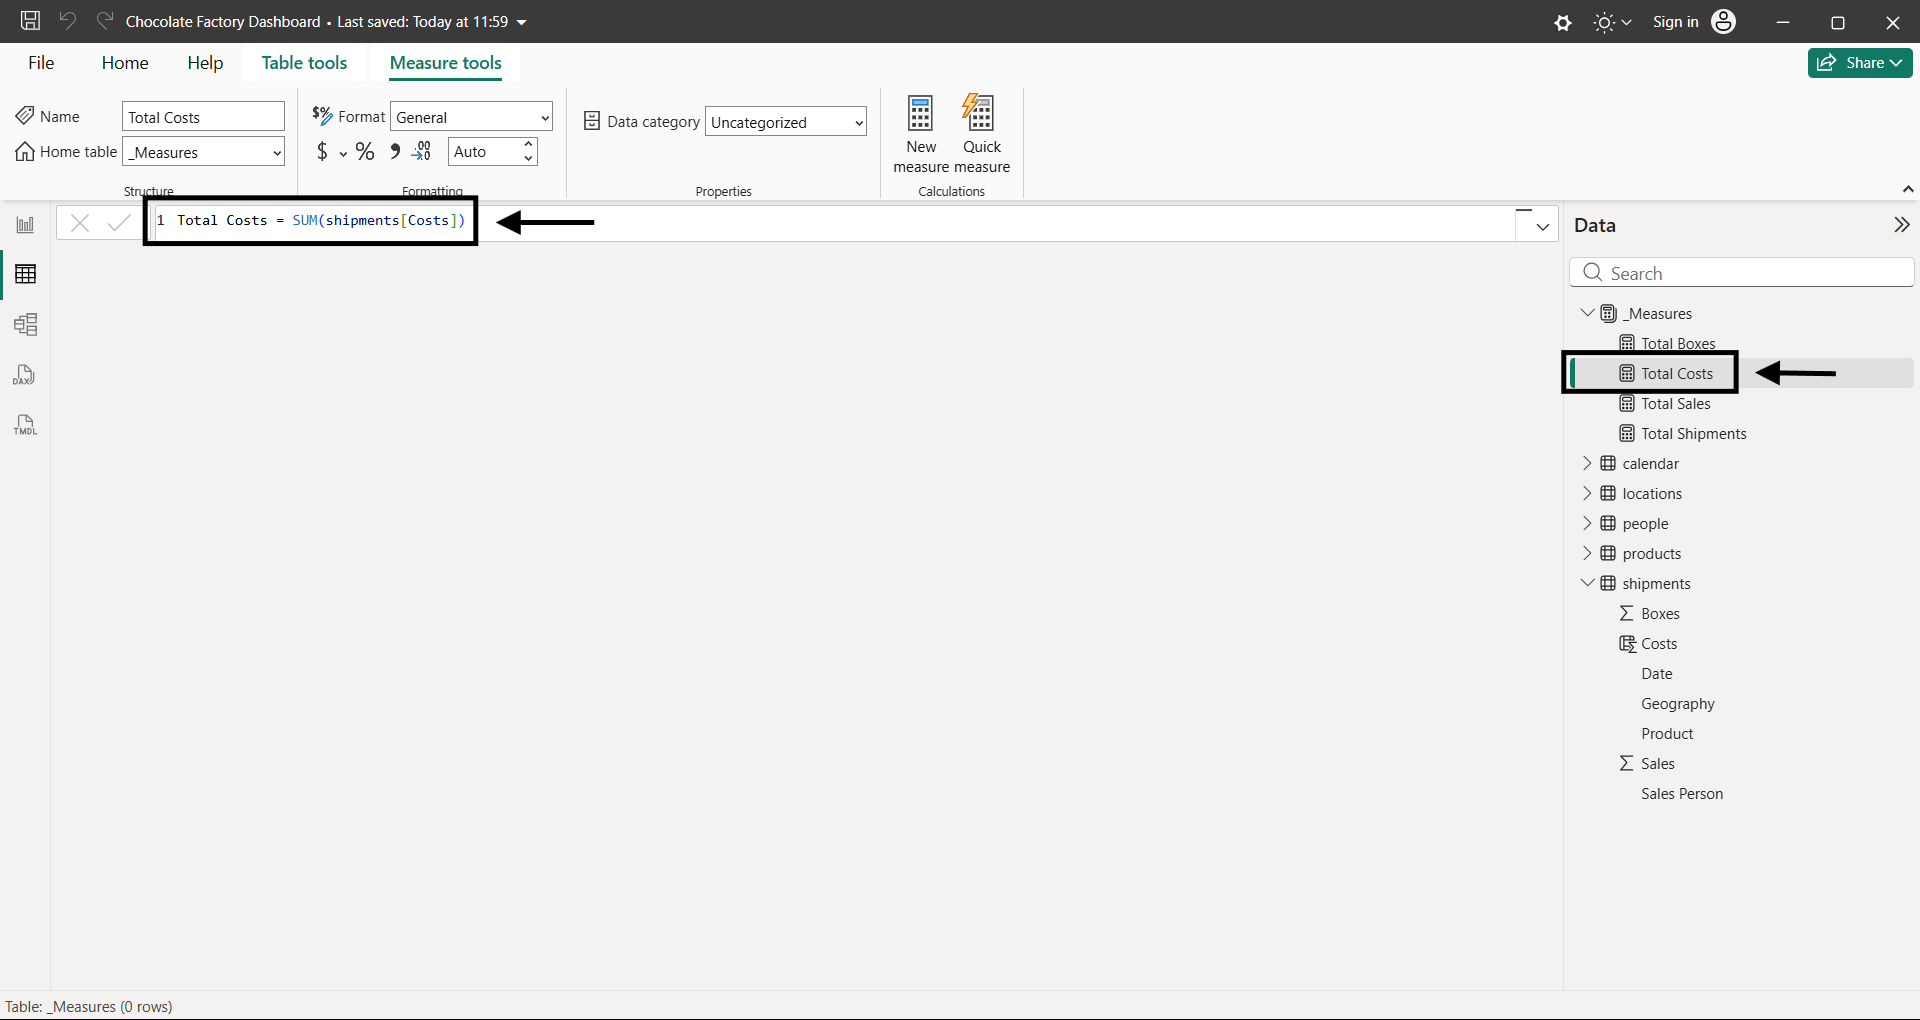 Chocolate Factory Dashboard • Last saved: Today at 11:59
Sign in
File
Home
Help
Table tools
Measure tools
Share
Name
Total Costs
Home table
_Measures
Structure
$% Format
General
$ % , .00
Auto
Formatting
Data category
Uncategorized
Properties
New measure
Quick measure
Calculations
1 Total Costs = SUM(shipments[Costs])
DAX
TMDL
Data
Search
_Measures
Total Boxes
Total Costs
Total Sales
Total Shipments
calendar
locations
people
products
shipments
Boxes
Costs
Date
Geography
Product
Sales
Sales Person
Table: _Measures (0 rows)